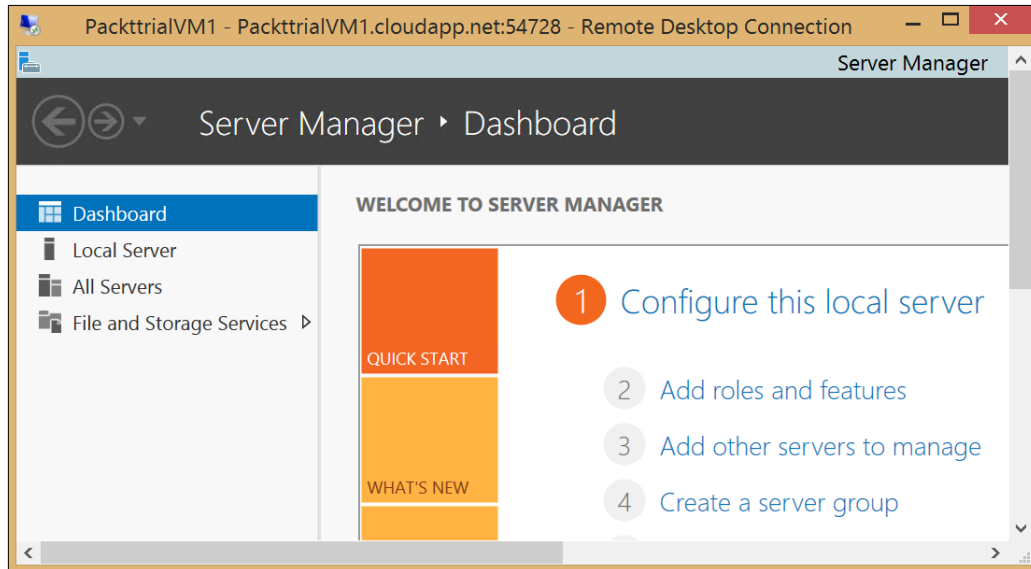 PackttrialVM1 - PackttrialVM1.cloudapp.net:54728 - Remote Desktop Connection
Server Manager
Server Manager ‣ Dashboard
Dashboard
Local Server
All Servers
File and Storage Services
WELCOME TO SERVER MANAGER
QUICK START
WHAT'S NEW
1 Configure this local server
2 Add roles and features
3 Add other servers to manage
4 Create a server group